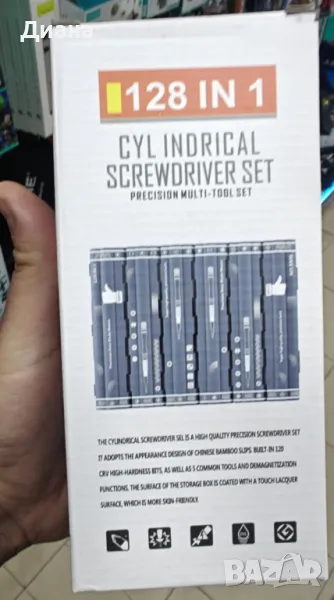 Диана
128 IN 1
CYL INDRICAL
SCREWDRIVER SET
PRECISION MULTI-TOOL SET
THE CYLINDRICAL SCREWDRIVER SEL IS A HIGH QUALITY PRECISION SCREWDRIVER SET
IT ADOPTS THE APPEARANCE DESIGN OF CHINESE BAMBOO SLIPS. BUILT-IN 120
CRV HIGH-HARDNESS BITS, AS WELL AS 5 COMMON TOOLS AND DEMAGNETIZATION
FUNCTIONS. THE SURFACE OF THE STORAGE BOX IS COATED WITH A TOUCH LACQUER
SURFACE, WHICH IS MORE SKIN-FRIENDLY.
BAZAR